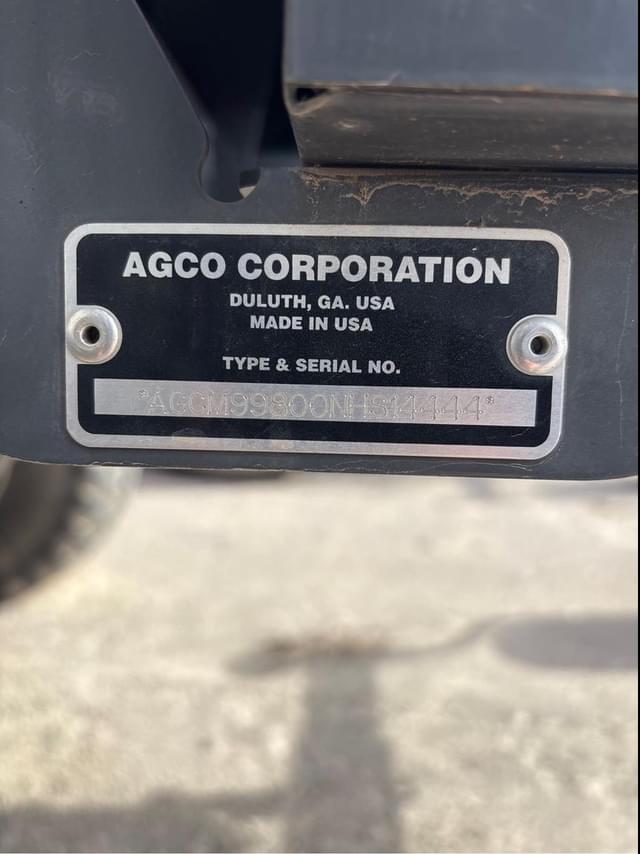 AGCO CORPORATION
DULUTH, GA. USA
MADE IN USA
TYPE & SERIAL NO.
*AGCM99800NHS14444*